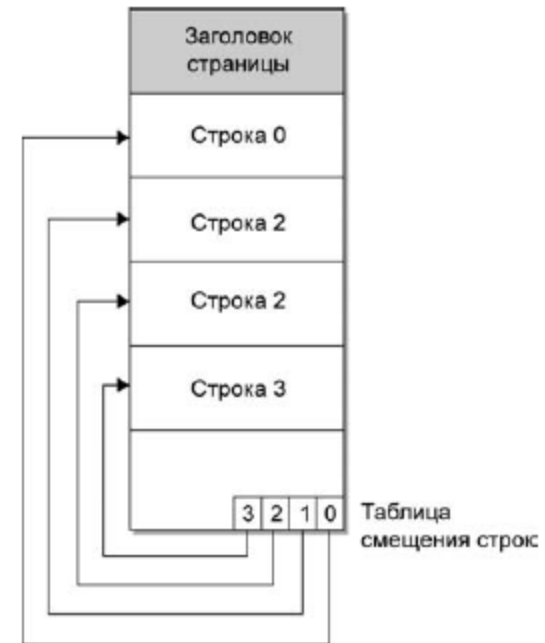 Заголовок
страницы
Строка 0
Строка 2
Строка 2
Строка 3
3 2 1 0
Таблица
смещения строк